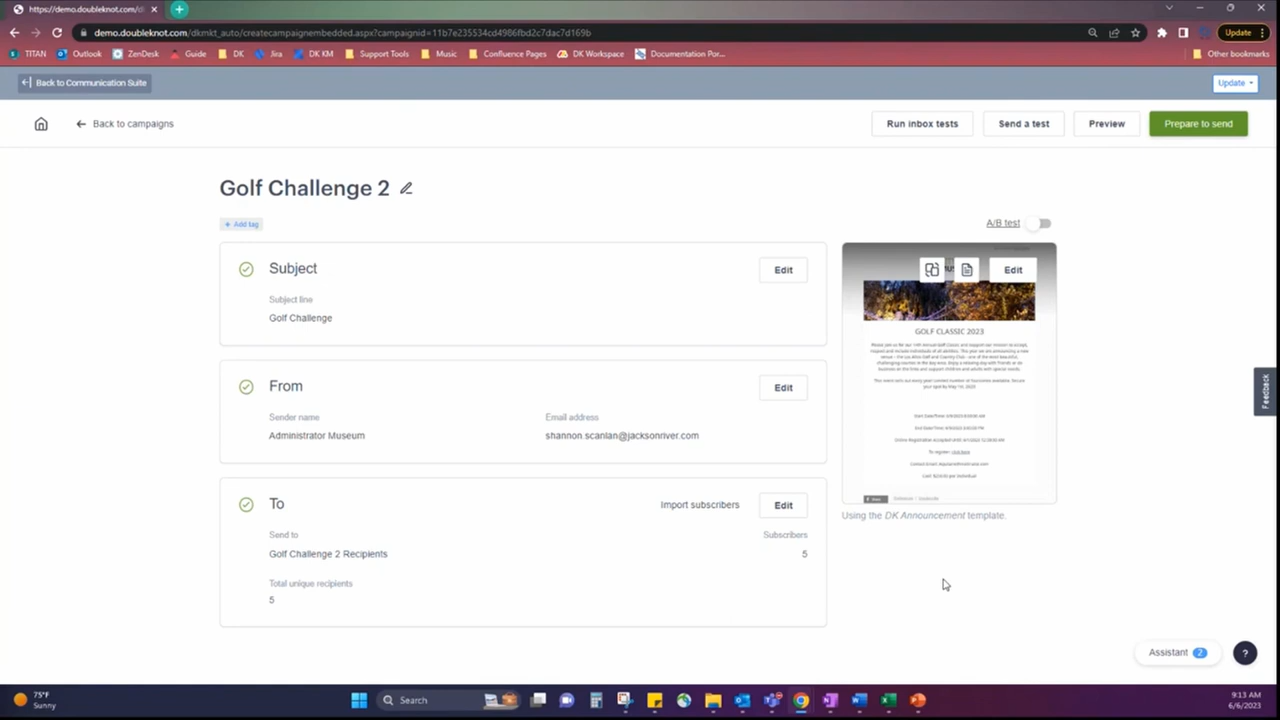 https://demo.doubleknot.com/d
demo.doubleknot.com/dkmkt_auto/createcampaignembedded.aspx?campaignid=11b7e235534cd4986fbd2c7dac7d169b
Update
TITAN
Outlook
ZenDesk
Guide
DK
Jira
DK KM
Support Tools
Music
Confluence Pages
DK Workspace
Documentation Por...
Other bookmarks
Back to Communication Suite
Update
Back to campaigns
Run inbox tests
Send a test
Preview
Prepare to send
Golf Challenge 2
+ Add tag
A/B test
Subject
Edit
Subject line
Golf Challenge
From
Edit
Sender name
Email address
Administrator Museum
shannon.scanlan@jacksonriver.com
To
Import subscribers
Edit
Send to
Subscribers
Golf Challenge 2 Recipients
5
Total unique recipients
5
Edit
GOLF CLASSIC 2023
To register, click here
Using the DK Announcement template.
Feedback
Assistant 2
?
75°F
Sunny
Search
9:13 AM
6/6/2023